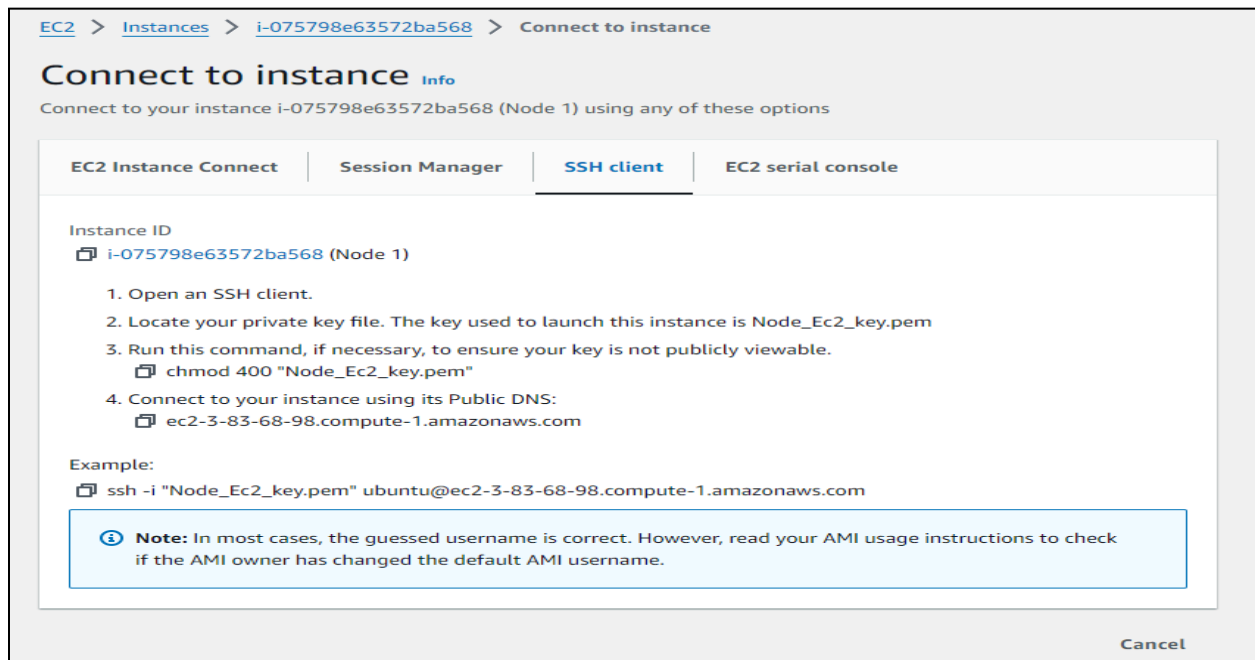 EC2 > Instances > i-075798e63572ba568 > Connect to instance
Connect to instance Info
Connect to your instance i-075798e63572ba568 (Node 1) using any of these options
EC2 Instance Connect Session Manager SSH client EC2 serial console
Instance ID
i-075798e63572ba568 (Node 1)
1. Open an SSH client.
2. Locate your private key file. The key used to launch this instance is Node_Ec2_key.pem
3. Run this command, if necessary, to ensure your key is not publicly viewable.
chmod 400 "Node_Ec2_key.pem"
4. Connect to your instance using its Public DNS:
ec2-3-83-68-98.compute-1.amazonaws.com
Example:
ssh -i "Node_Ec2_key.pem" ubuntu@ec2-3-83-68-98.compute-1.amazonaws.com
Note: In most cases, the guessed username is correct. However, read your AMI usage instructions to check
if the AMI owner has changed the default AMI username.
Cancel